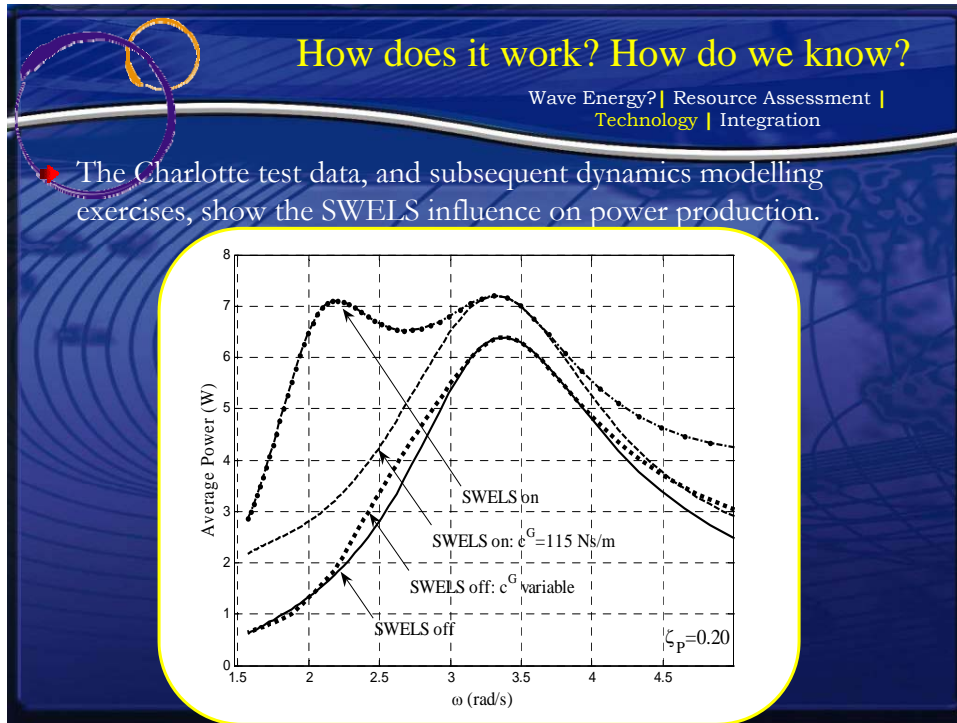 How does it work? How do we know?
Wave Energy?| Resource Assessment |
Technology | Integration
The Charlotte test data, and subsequent dynamics modelling
exercises, show the SWELS influence on power production.
8
7
6
5
4
3
2
1
0
Average Power (W)
SWELS on
SWELS on: c^G=115 Ns/m
SWELS off: c^G variable
SWELS off
ζ_P=0.20
1.5 2 2.5 3 3.5 4 4.5
ω (rad/s)